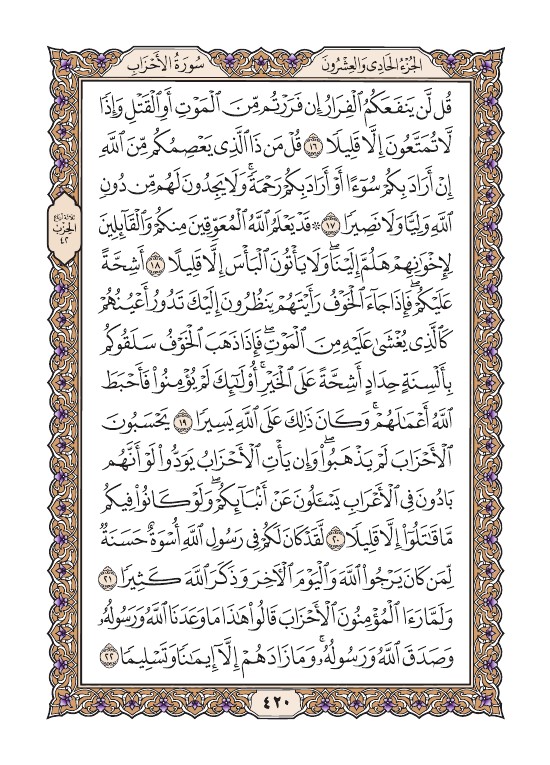 الجُزْءُ الحَادِى وَالعِشْرُونَ
سُورَةُ الأَحْزَابِ
قُل لَّن يَنفَعَكُمُ ٱلۡفِرَارُ إِن فَرَرۡتُم مِّنَ ٱلۡمَوۡتِ أَوِ ٱلۡقَتۡلِ وَإِذٗا
لَّا تُمَتَّعُونَ إِلَّا قَلِيلٗا ١٦ قُلۡ مَن ذَا ٱلَّذِي يَعۡصِمُكُم مِّنَ ٱللَّهِ
إِنۡ أَرَادَ بِكُمۡ سُوٓءًا أَوۡ أَرَادَ بِكُمۡ رَحۡمَةٗۚ وَلَا يَجِدُونَ لَهُم مِّن دُونِ
ٱللَّهِ وَلِيّٗا وَلَا نَصِيرٗا ١٧ ۞ قَدۡ يَعۡلَمُ ٱللَّهُ ٱلۡمُعَوِّقِينَ مِنكُمۡ وَٱلۡقَآئِلِينَ
لِإِخۡوَٰنِهِمۡ هَلُمَّ إِلَيۡنَاۖ وَلَا يَأۡتُونَ ٱلۡبَأۡسَ إِلَّا قَلِيلًا ١٨ أَشِحَّةً
عَلَيۡكُمۡۖ فَإِذَا جَآءَ ٱلۡخَوۡفُ رَأَيۡتَهُمۡ يَنظُرُونَ إِلَيۡكَ تَدُورُ أَعۡيُنُهُمۡ
كَٱلَّذِي يُغۡشَىٰ عَلَيۡهِ مِنَ ٱلۡمَوۡتِۖ فَإِذَا ذَهَبَ ٱلۡخَوۡفُ سَلَقُوكُم
بِأَلۡسِنَةٍ حِدَادٍ أَشِحَّةً عَلَى ٱلۡخَيۡرِۚ أُوْلَٰٓئِكَ لَمۡ يُؤۡمِنُواْ فَأَحۡبَطَ
ٱللَّهُ أَعۡمَٰلَهُمۡۚ وَكَانَ ذَٰلِكَ عَلَى ٱللَّهِ يَسِيرٗا ١٩ يَحۡسَبُونَ
ٱلۡأَحۡزَابَ لَمۡ يَذۡهَبُواْۖ وَإِن يَأۡتِ ٱلۡأَحۡزَابُ يَوَدُّواْ لَوۡ أَنَّهُم
بَادُونَ فِي ٱلۡأَعۡرَابِ يَسۡـَٔلُونَ عَنۡ أَنۢبَآئِكُمۡۖ وَلَوۡ كَانُواْ فِيكُم
مَّا قَٰتَلُوٓاْ إِلَّا قَلِيلٗا ٢٠ لَّقَدۡ كَانَ لَكُمۡ فِي رَسُولِ ٱللَّهِ أُسۡوَةٌ حَسَنَةٞ
لِّمَن كَانَ يَرۡجُواْ ٱللَّهَ وَٱلۡيَوۡمَ ٱلۡأٓخِرَ وَذَكَرَ ٱللَّهَ كَثِيرٗا ٢١
وَلَمَّا رَءَا ٱلۡمُؤۡمِنُونَ ٱلۡأَحۡزَابَ قَالُواْ هَٰذَا مَا وَعَدَنَا ٱللَّهُ وَرَسُولُهُۥ
وَصَدَقَ ٱللَّهُ وَرَسُولُهُۥۚ وَمَا زَادَهُمۡ إِلَّآ إِيمَٰنٗا وَتَسۡلِيمٗا ٢٢
ثلاثة أرباع
الحزب
٤٢
٤٢٠